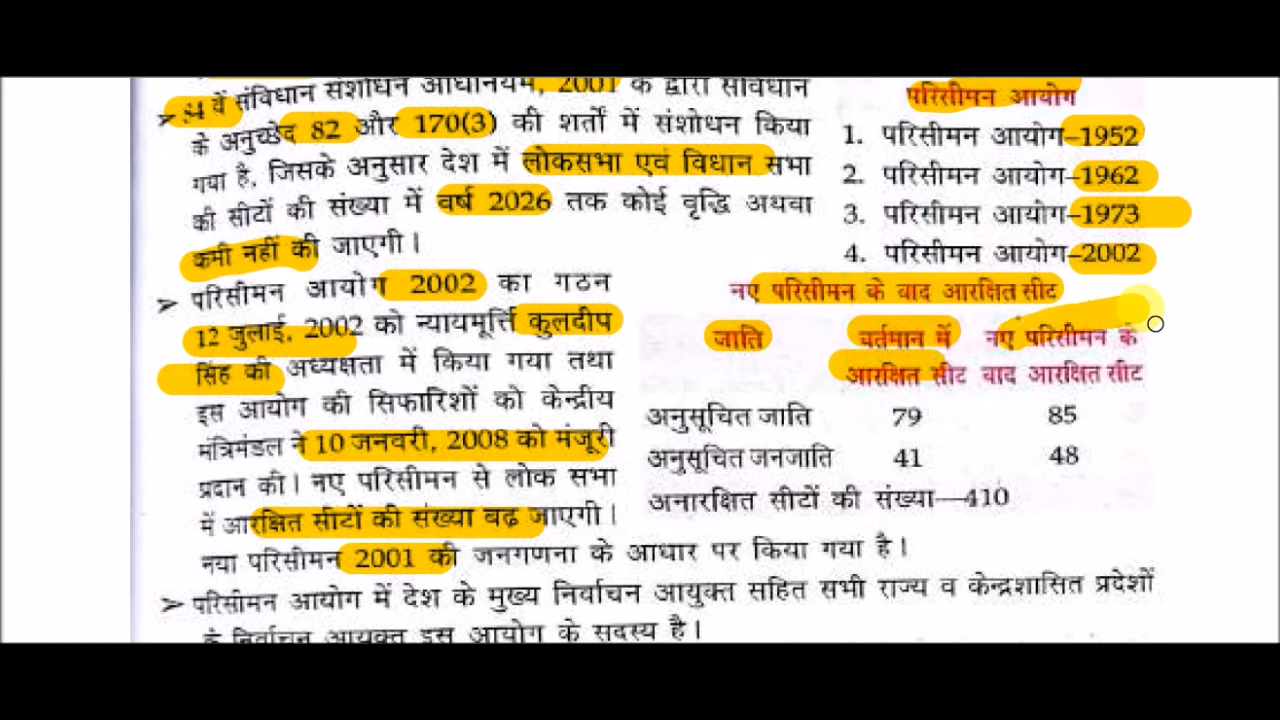 84 वें संविधान संशोधन अधिनियम, 2001 के द्वारा संविधान
के अनुच्छेद 82 और 170(3) की शर्तों में संशोधन किया
गया है, जिसके अनुसार देश में लोकसभा एवं विधान सभा
की सीटों की संख्या में वर्ष 2026 तक कोई वृद्धि अथवा
कमी नहीं की जाएगी।
➤ परिसीमन आयोग 2002 का गठन
12 जुलाई, 2002 को न्यायमूर्त्ति कुलदीप
सिंह की अध्यक्षता में किया गया तथा
इस आयोग की सिफारिशों को केन्द्रीय
मंत्रिमंडल ने 10 जनवरी, 2008 को मंजूरी
प्रदान की। नए परिसीमन से लोक सभा
में आरक्षित सीटों की संख्या बढ़ जाएगी।
नया परिसीमन 2001 की जनगणना के आधार पर किया गया है।
➤ परिसीमन आयोग में देश के मुख्य निर्वाचन आयुक्त सहित सभी राज्य व केन्द्रशासित प्रदेशों
के निर्वाचन आयुक्त इस आयोग के सदस्य है।
परिसीमन आयोग
1. परिसीमन आयोग–1952
2. परिसीमन आयोग–1962
3. परिसीमन आयोग–1973
4. परिसीमन आयोग–2002
नए परिसीमन के बाद आरक्षित सीट
जाति वर्तमान में नए परिसीमन के
आरक्षित सीट बाद आरक्षित सीट
अनुसूचित जाति 79 85
अनुसूचित जनजाति 41 48
अनारक्षित सीटों की संख्या—410